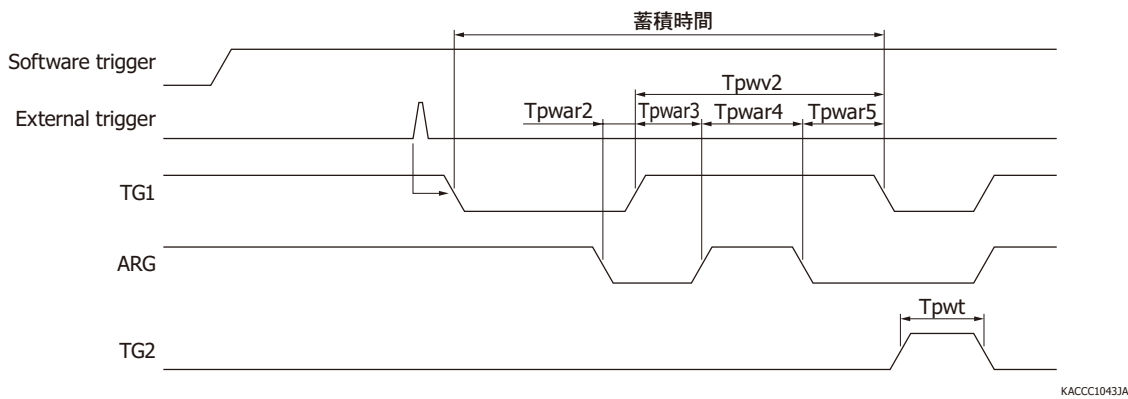 蓄積時間
Software trigger
Tpwv2
External trigger
Tpwar2 Tpwar3 Tpwar4 Tpwar5
TG1
ARG
Tpwt
TG2
KACCC1043JA